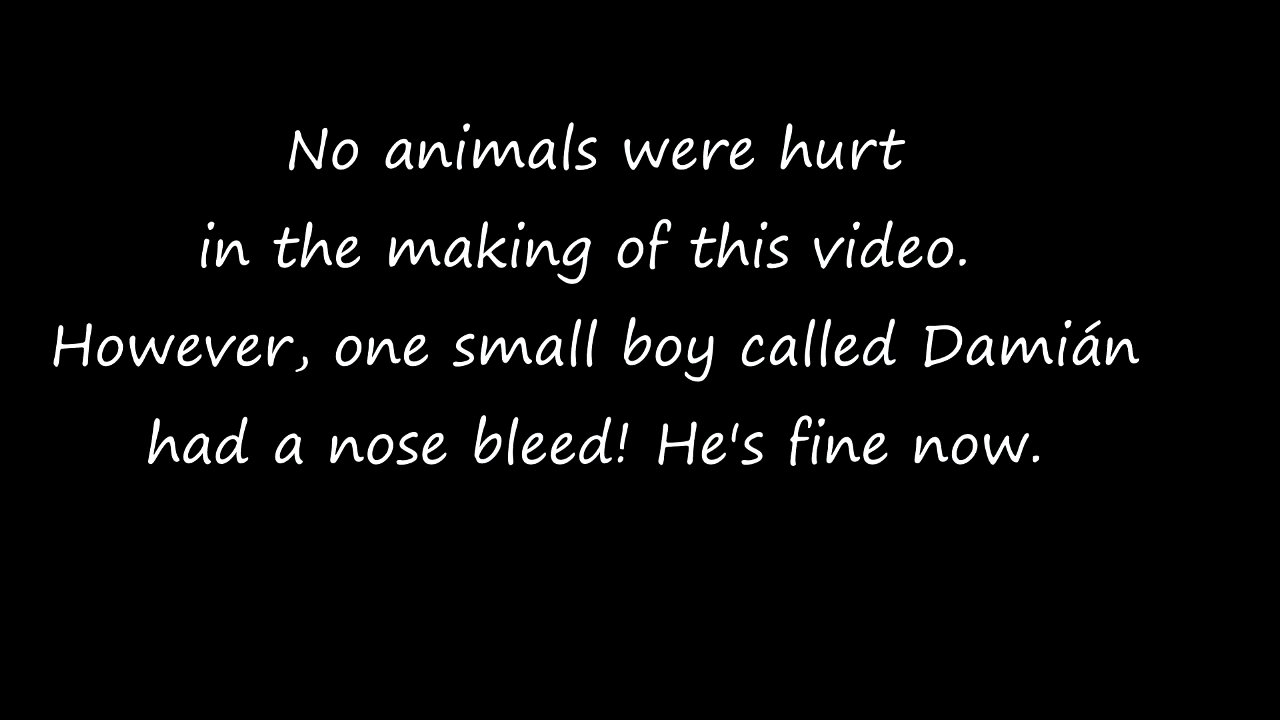 No animals were hurt
in the making of this video.
However, one small boy called Damián
had a nose bleed! He's fine now.